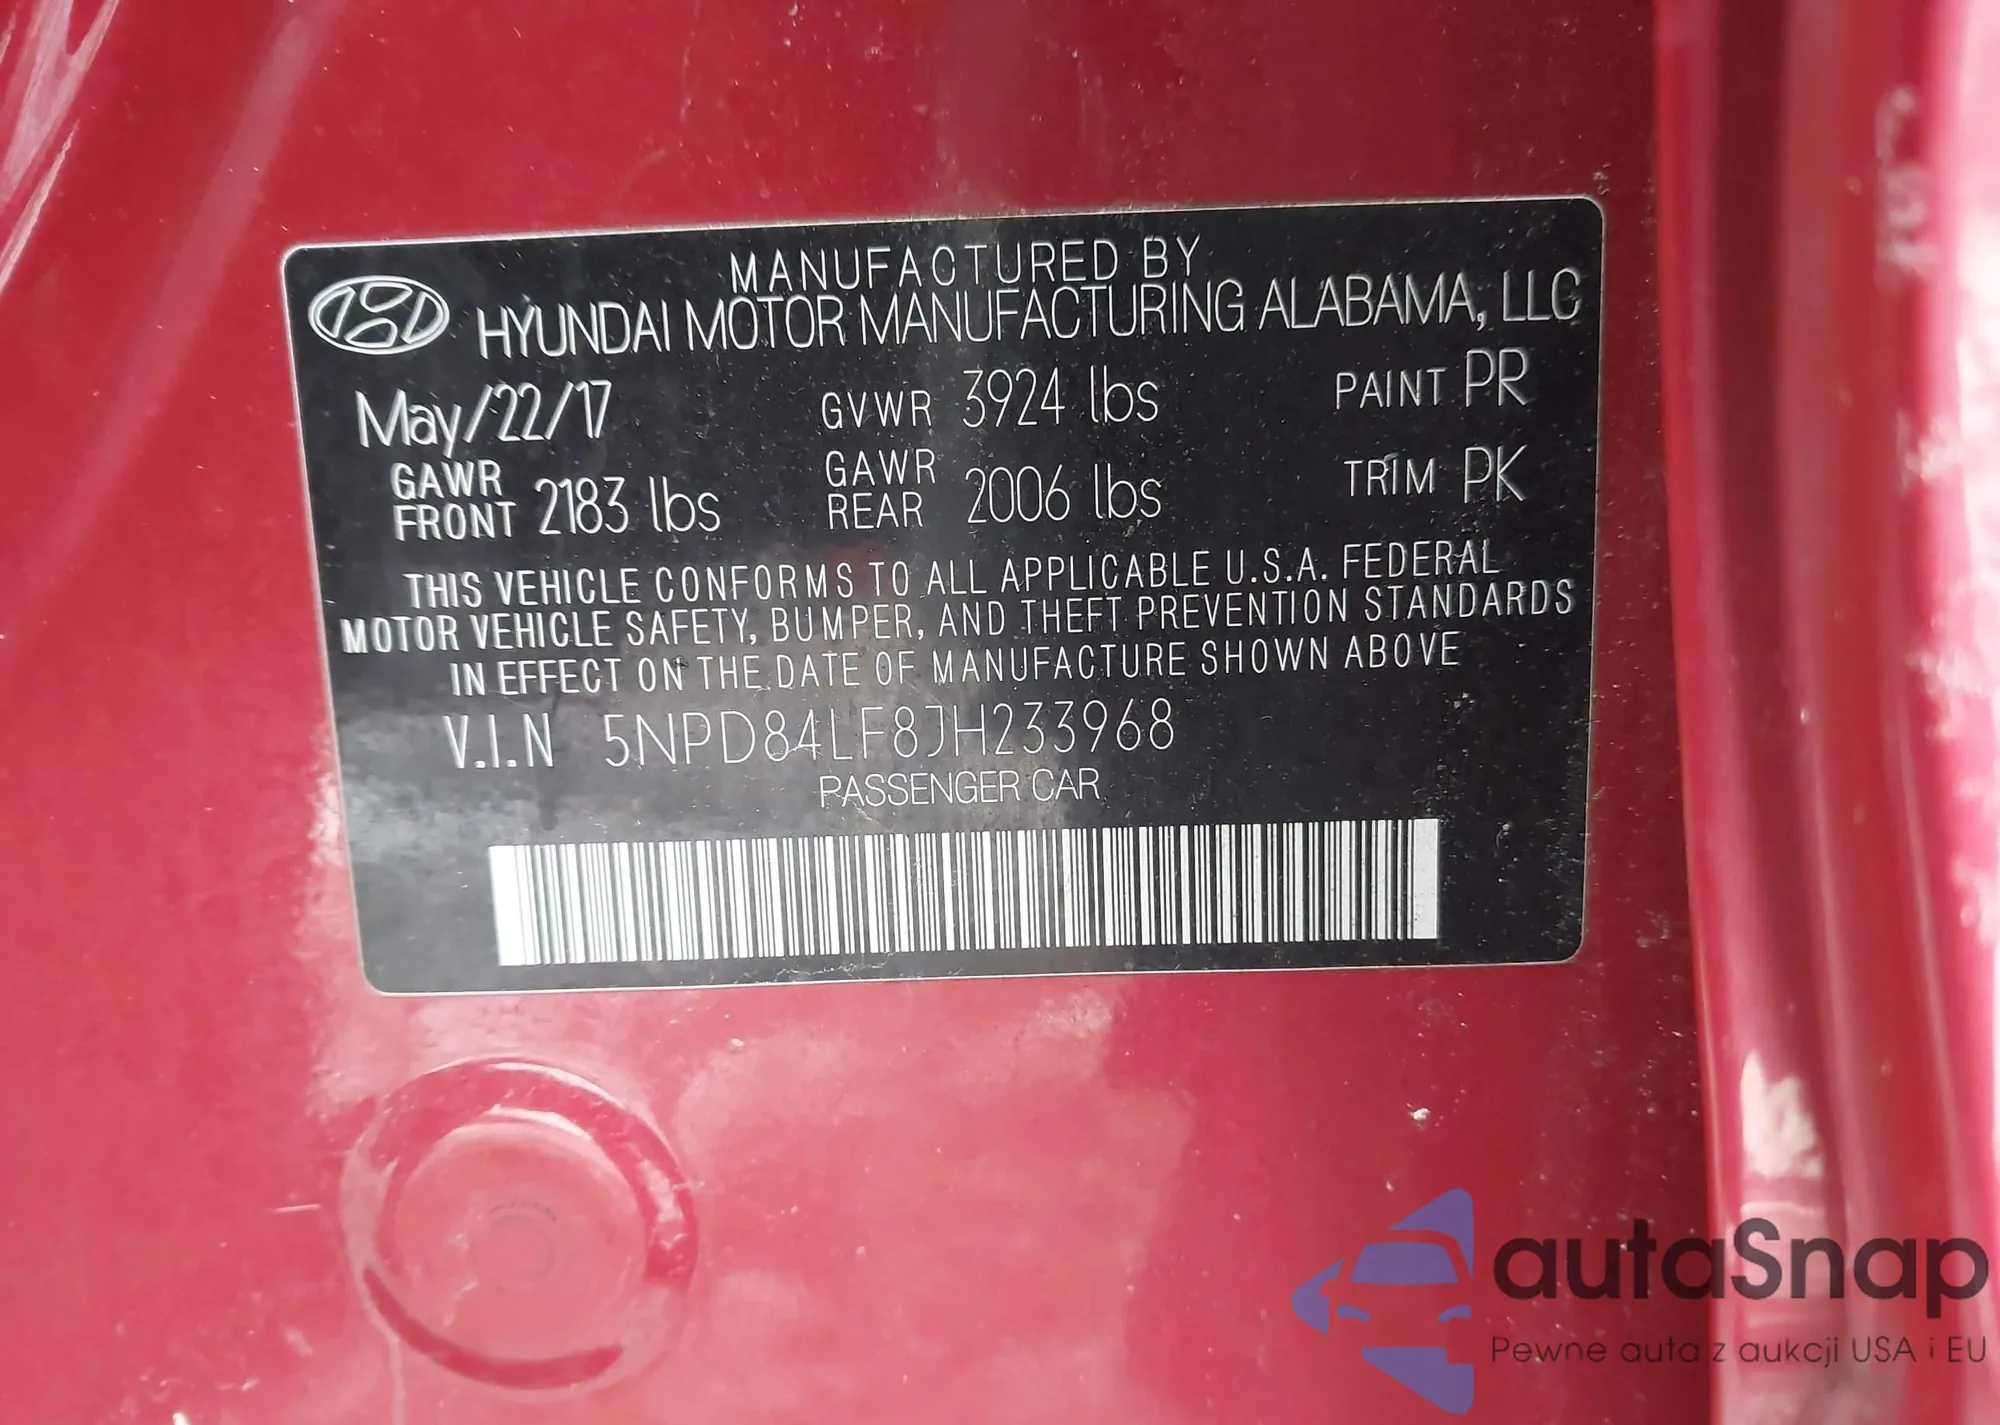 MANUFACTURED BY
HYUNDAI MOTOR MANUFACTURING ALABAMA, LLC
May/22/17 GVWR 3924 lbs PAINT PR
GAWR FRONT 2183 lbs GAWR REAR 2006 lbs TRIM PK
THIS VEHICLE CONFORMS TO ALL APPLICABLE U.S.A. FEDERAL
MOTOR VEHICLE SAFETY, BUMPER, AND THEFT PREVENTION STANDARDS
IN EFFECT ON THE DATE OF MANUFACTURE SHOWN ABOVE
V.I.N 5NPD84LF8JH233968
PASSENGER CAR
autaSnap
Pewne auta z aukcji USA i EU